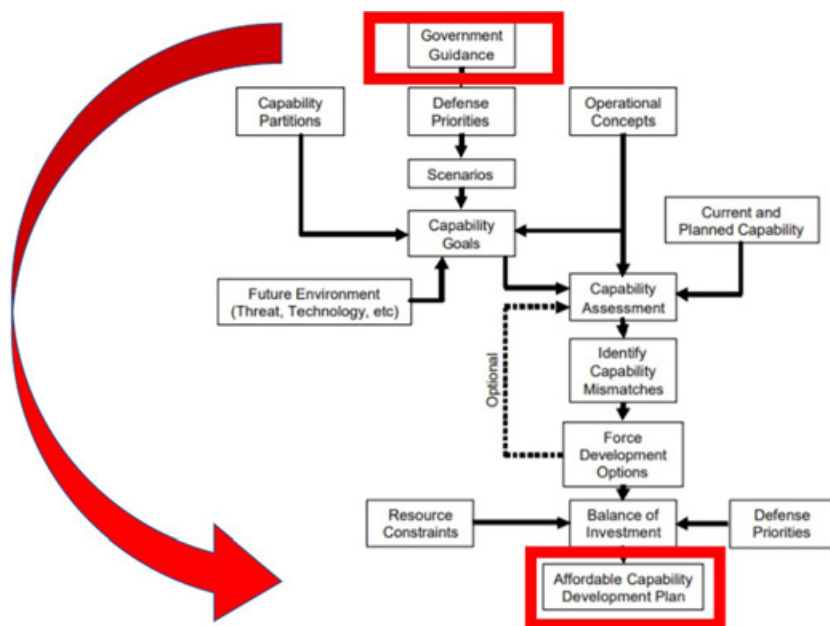 Government
Guidance
Capability
Partitions
Defense
Priorities
Operational
Concepts
Scenarios
Capability
Goals
Current and
Planned Capability
Future Environment
(Threat, Technology, etc)
Capability
Assessment
Optional
Identify
Capability
Mismatches
Force
Development
Options
Resource
Constraints
Balance of
Investment
Defense
Priorities
Affordable Capability
Development Plan